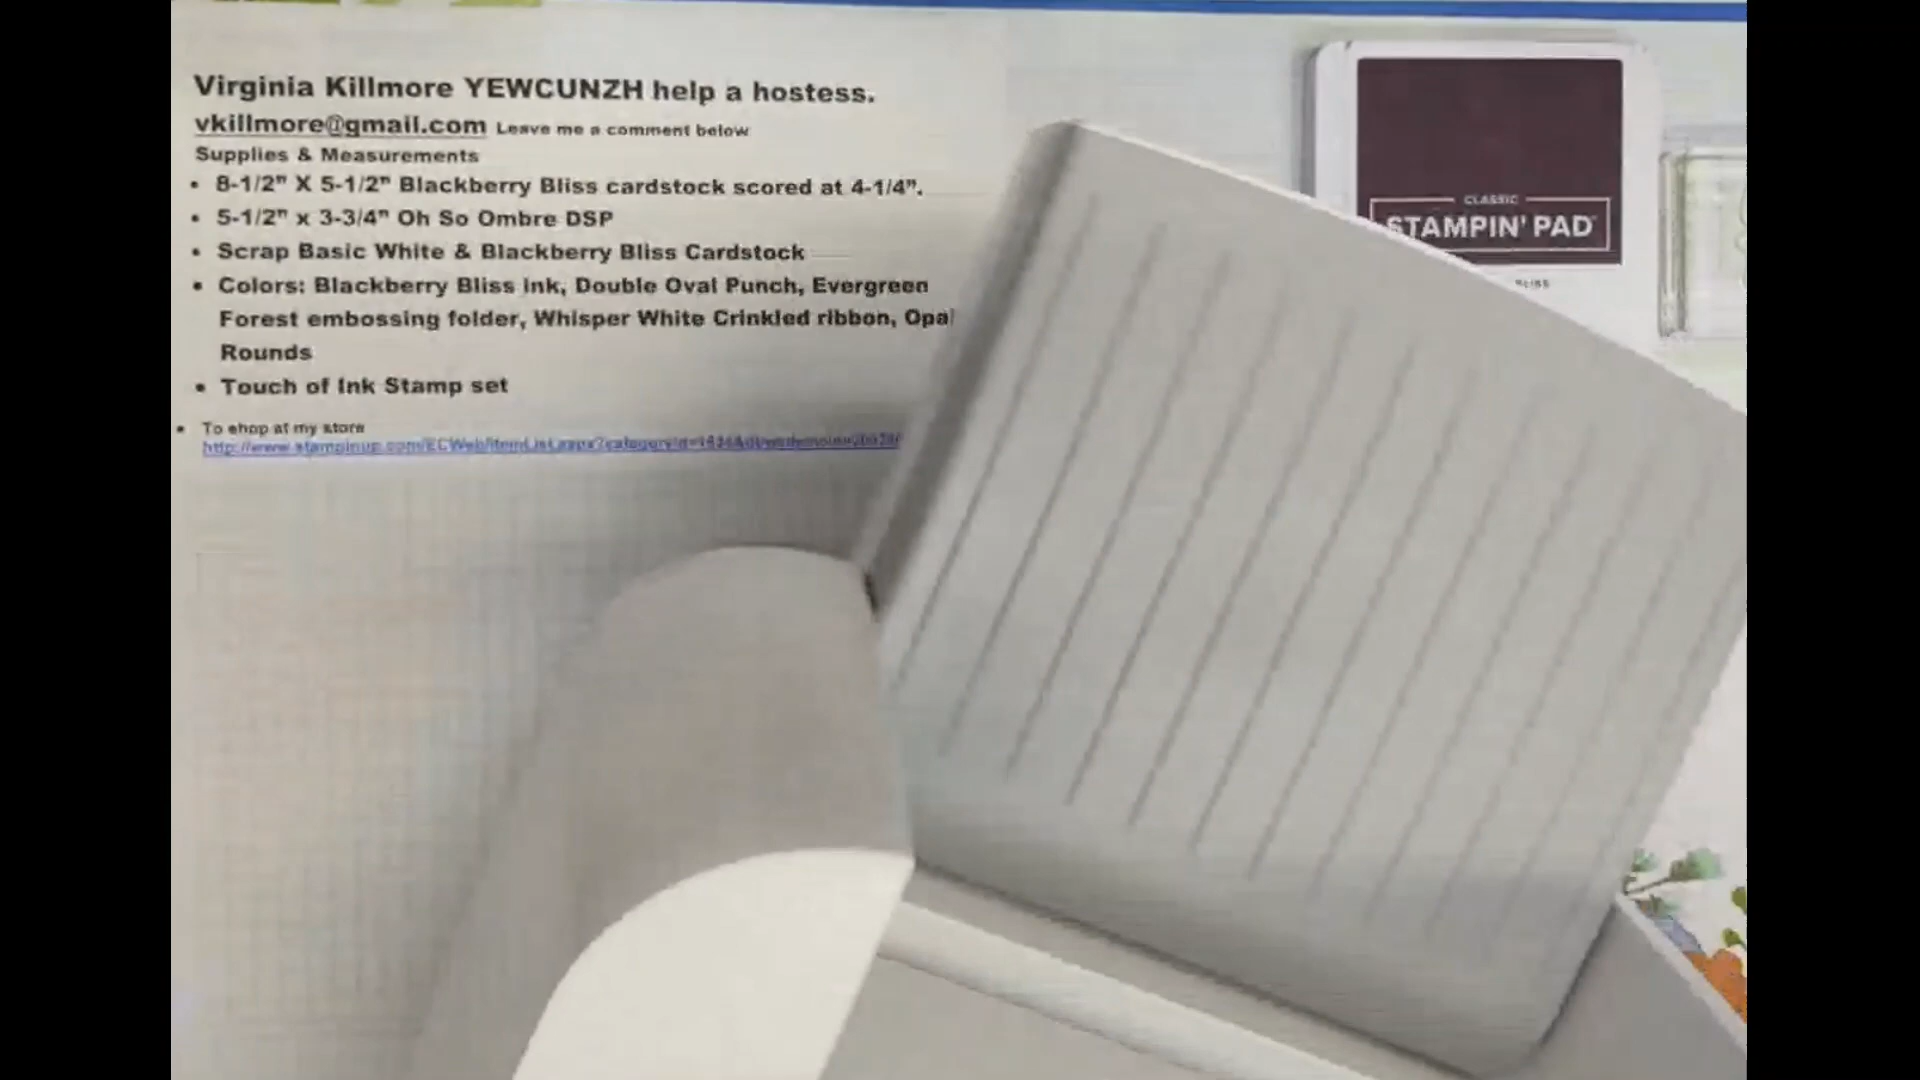 Virginia Killmore YEWCUNZH help a hostess.
vkillmore@gmail.com Leave me a comment below
Supplies & Measurements
• 8-1/2" X 5-1/2" Blackberry Bliss cardstock scored at 4-1/4".
• 5-1/2" x 3-3/4" Oh So Ombre DSP
• Scrap Basic White & Blackberry Bliss Cardstock
• Colors: Blackberry Bliss ink, Double Oval Punch, Evergreen
Forest embossing folder, Whisper White Crinkled ribbon, Opal
Rounds
• Touch of Ink Stamp set
• To shop at my store
CLASSIC
STAMPIN' PAD
BLISS